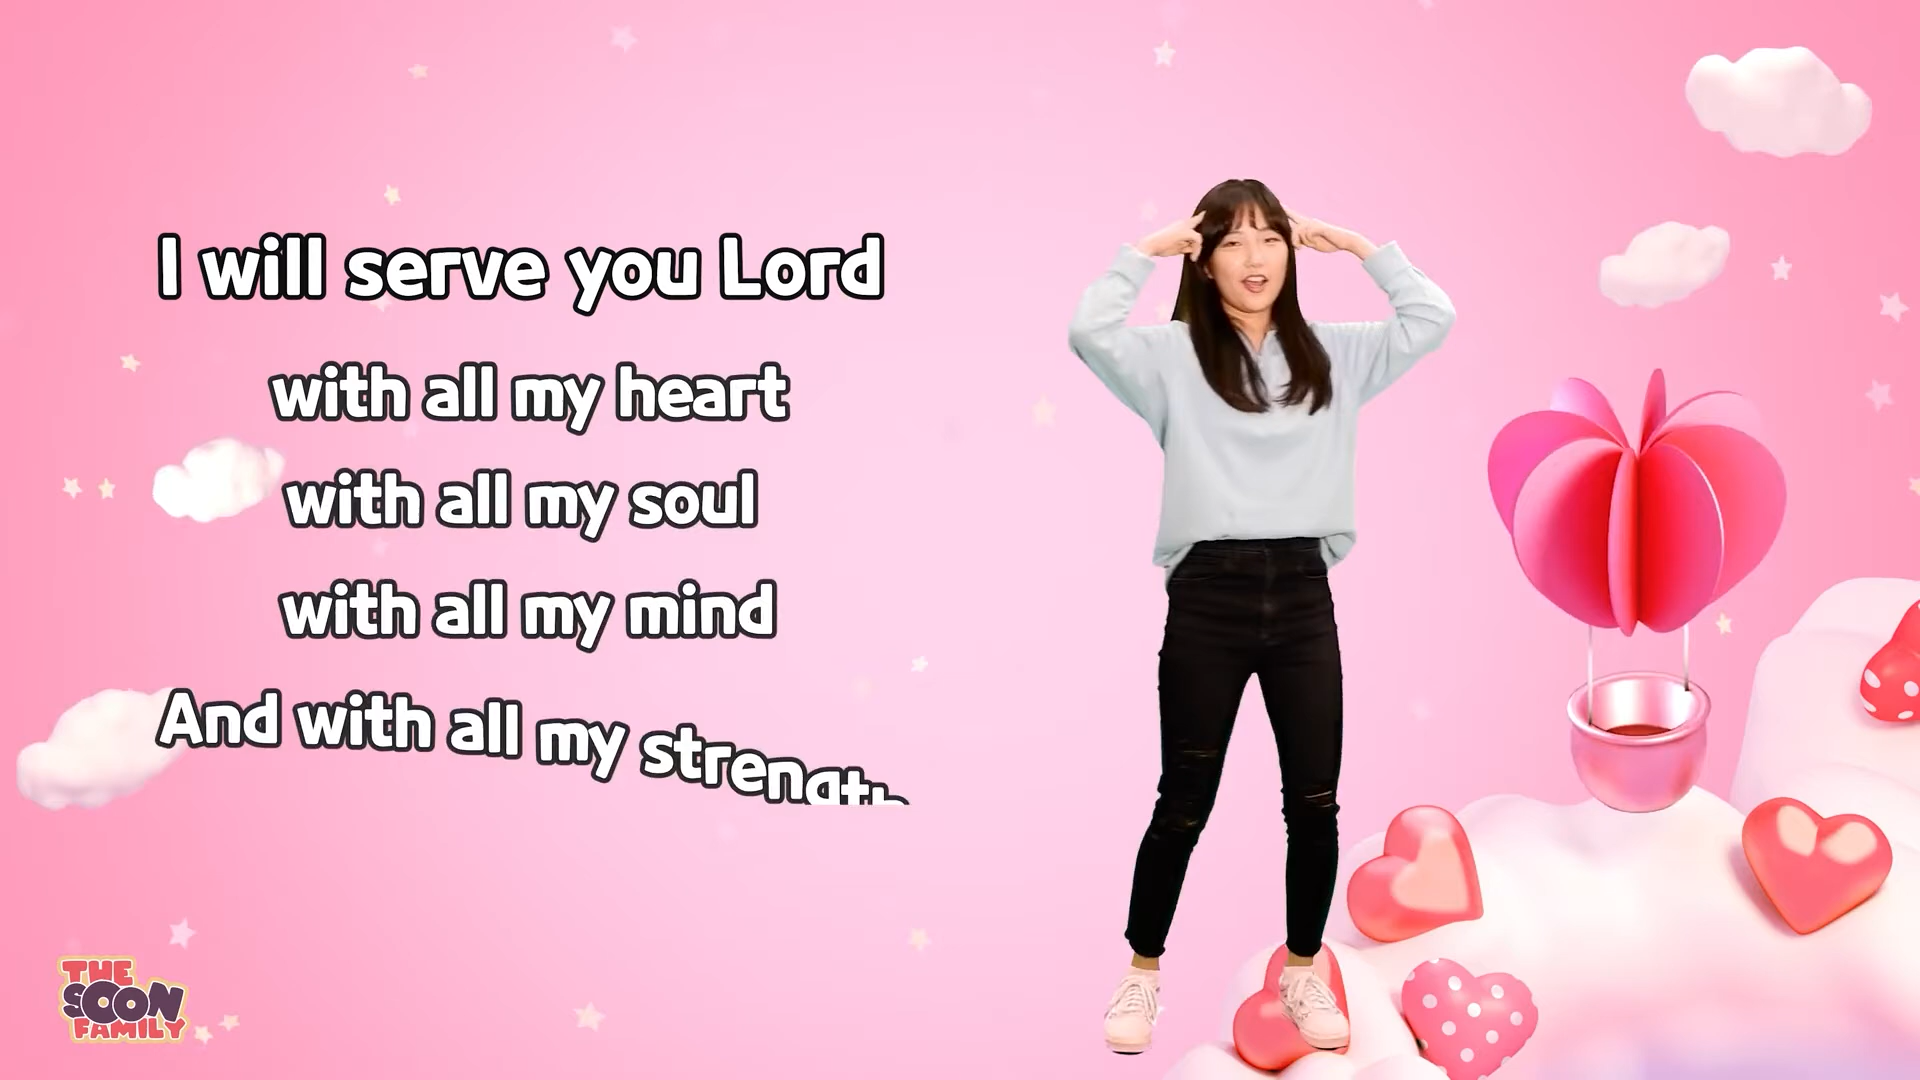 I will serve you Lord
with all my heart
with all my soul
with all my mind
And with all my strength
THE
SOON
FAMILY